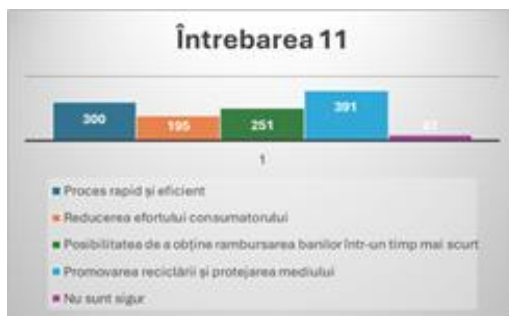 Întrebarea 11
300
195
251
391
1
Proces rapid și eficient
Reducerea efortului consumatorului
Posibilitatea de a obține rambursarea banilor într-un timp mai scurt
Promovarea reciclării și protejarea mediului
Nu sunt sigur